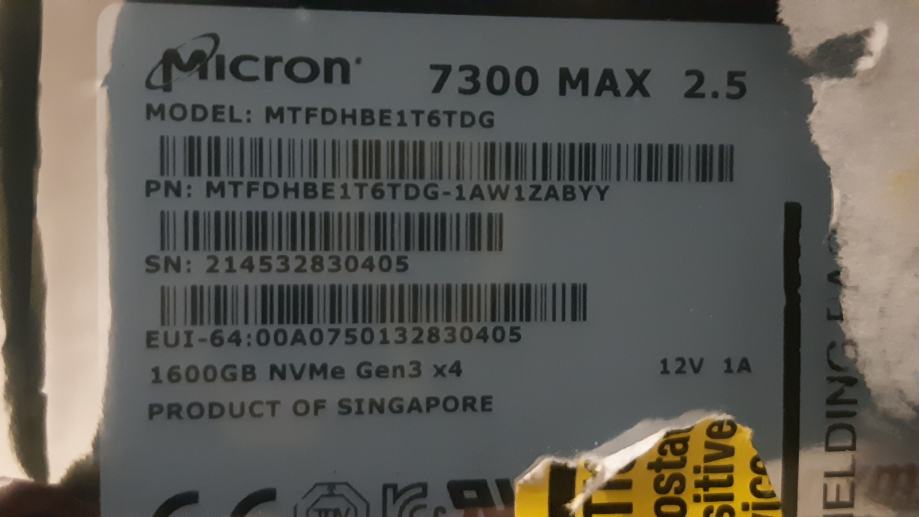 Micron
7300 MAX 2.5
MODEL: MTFDHBE1T6TDG
PN: MTFDHBE1T6TDG-1AW1ZABYY
SN: 214532830405
EUI-64:00A0750132830405
1600GB NVMe Gen3 x4
12V 1A
PRODUCT OF SINGAPORE